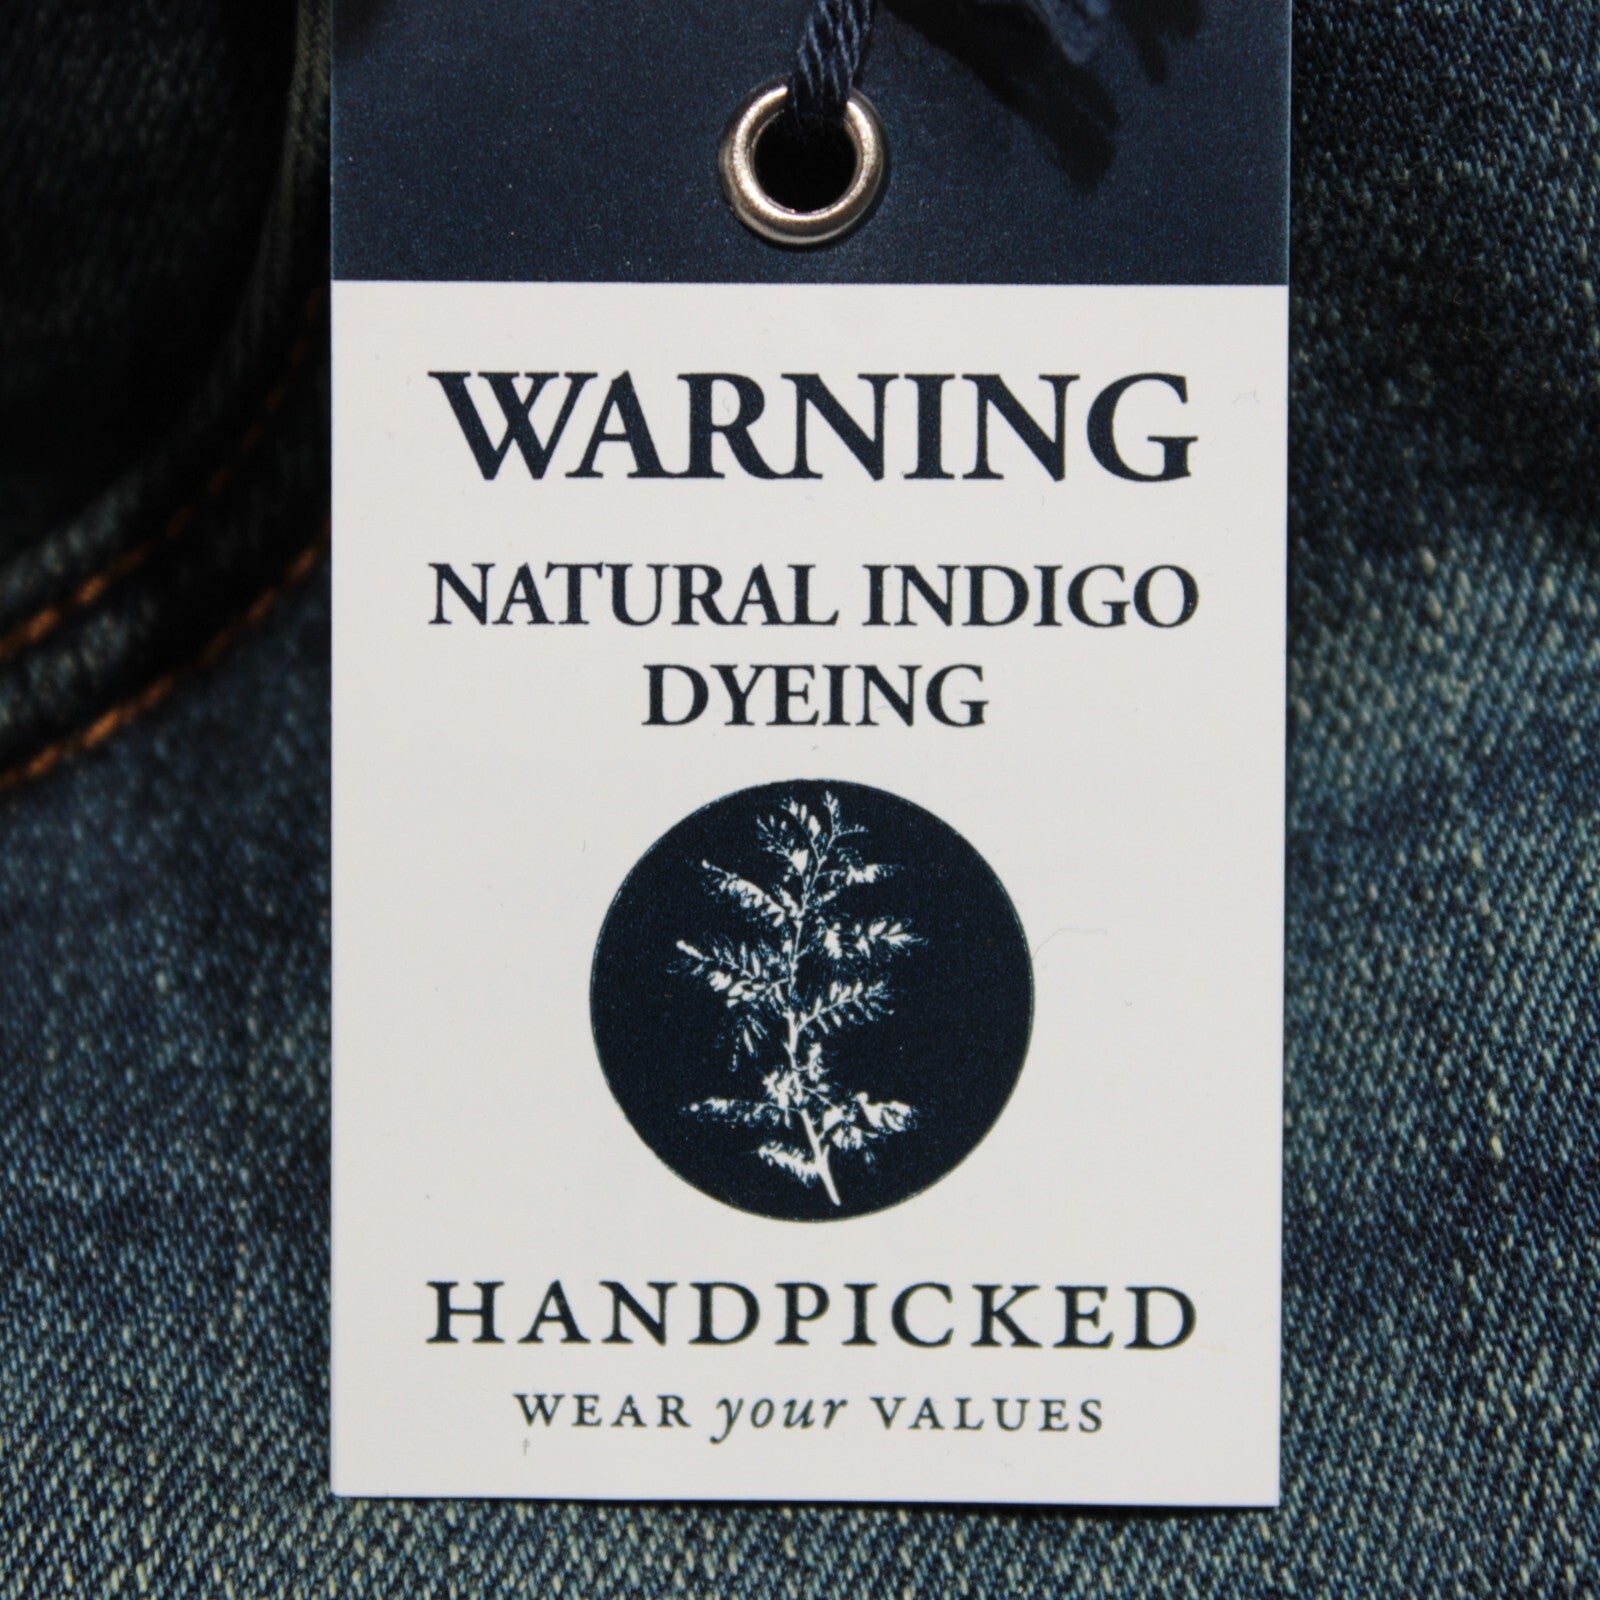 WARNING
NATURAL INDIGO
DYEING
HANDPICKED
WEAR your VALUES